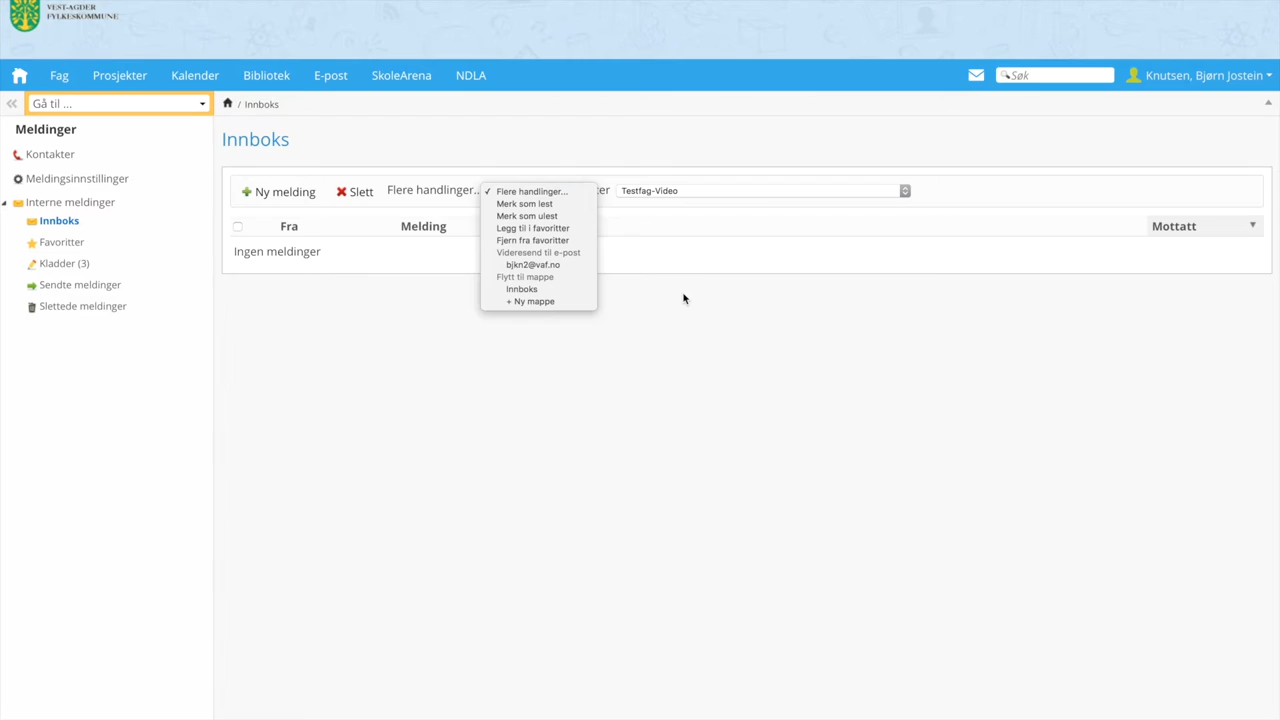 VEST-AGDER
FYLKESKOMMUNE
Fag Prosjekter Kalender Bibliotek E-post SkoleArena NDLA Søk Knutsen, Bjørn Jostein
Gå til ...
/ Innboks
Meldinger
Kontakter
Meldingsinnstillinger
Interne meldinger
Innboks
Favoritter
Kladder (3)
Sendte meldinger
Slettede meldinger
Innboks
Ny melding Slett Flere handlinger... Testfag-Video
✓ Flere handlinger...
Merk som lest
Merk som ulest
Legg til i favoritter
Fjern fra favoritter
Videresend til e-post
bjkn2@vaf.no
Flytt til mappe
Innboks
+ Ny mappe
Fra Melding Mottatt
Ingen meldinger